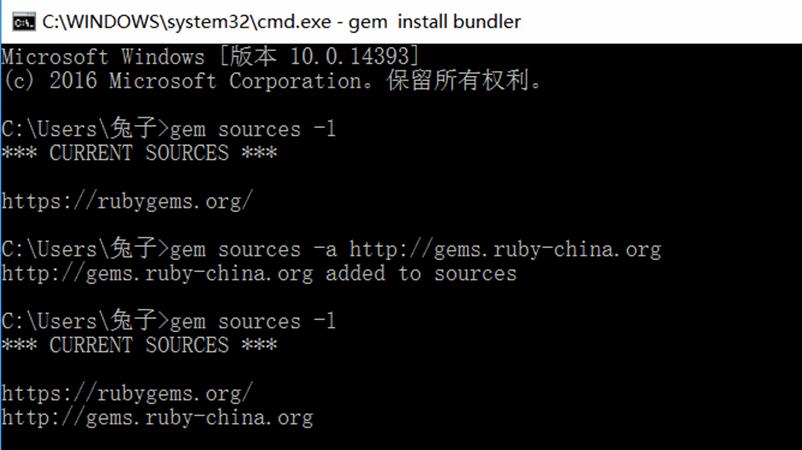 C:\WINDOWS\system32\cmd.exe - gem  install bundler
Microsoft Windows [版本 10.0.14393]
(c) 2016 Microsoft Corporation。保留所有权利。
C:\Users\兔子>gem sources -l
*** CURRENT SOURCES ***
https://rubygems.org/
C:\Users\兔子>gem sources -a http://gems.ruby-china.org
http://gems.ruby-china.org added to sources
C:\Users\兔子>gem sources -l
*** CURRENT SOURCES ***
https://rubygems.org/
http://gems.ruby-china.org